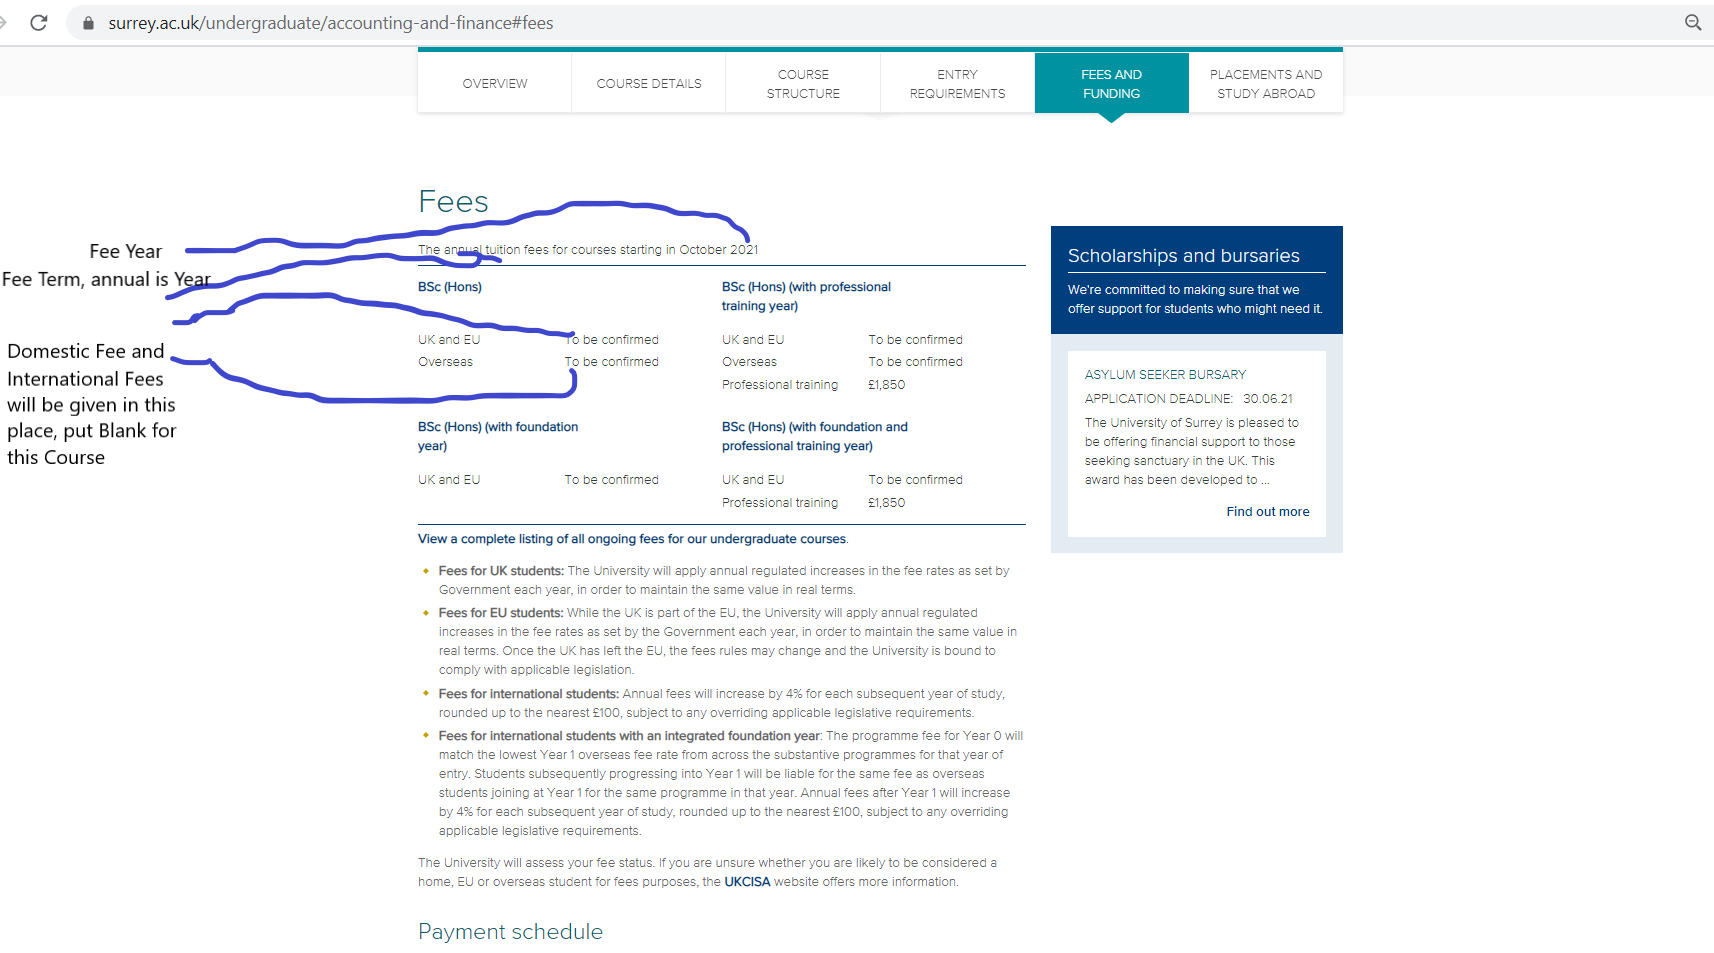 surrey.ac.uk/undergraduate/accounting-and-finance#fees
OVERVIEW
COURSE DETAILS
COURSE
STRUCTURE
ENTRY
REQUIREMENTS
FEES AND
FUNDING
PLACEMENTS AND
STUDY ABROAD
Fees
Fee Year
Fee Term, annual is Year
Domestic Fee and
International Fees
will be given in this
place, put Blank for
this Course
The annual tuition fees for courses starting in October 2021
BSc (Hons)
UK and EU To be confirmed
Overseas To be confirmed
BSc (Hons) (with professional
training year)
UK and EU To be confirmed
Overseas To be confirmed
Professional training £1,850
BSc (Hons) (with foundation
year)
UK and EU To be confirmed
BSc (Hons) (with foundation and
professional training year)
UK and EU To be confirmed
Professional training £1,850
View a complete listing of all ongoing fees for our undergraduate courses.
Fees for UK students: The University will apply annual regulated increases in the fee rates as set by
Government each year, in order to maintain the same value in real terms.
Fees for EU students: While the UK is part of the EU, the University will apply annual regulated
increases in the fee rates as set by the Government each year, in order to maintain the same value in
real terms. Once the UK has left the EU, the fees rules may change and the University is bound to
comply with applicable legislation.
Fees for international students: Annual fees will increase by 4% for each subsequent year of study,
rounded up to the nearest £100, subject to any overriding applicable legislative requirements.
Fees for international students with an integrated foundation year: The programme fee for Year 0 will
match the lowest Year 1 overseas fee rate from across the substantive programmes for that year of
entry. Students subsequently progressing into Year 1 will be liable for the same fee as overseas
students joining at Year 1 for the same programme in that year. Annual fees after Year 1 will increase
by 4% for each subsequent year of study, rounded up to the nearest £100, subject to any overriding
applicable legislative requirements.
The University will assess your fee status. If you are unsure whether you are likely to be considered a
home, EU or overseas student for fees purposes, the UKCISA website offers more information.
Payment schedule
Scholarships and bursaries
We're committed to making sure that we
offer support for students who might need it.
ASYLUM SEEKER BURSARY
APPLICATION DEADLINE: 30.06.21
The University of Surrey is pleased to
be offering financial support to those
seeking sanctuary in the UK. This
award has been developed to ...
Find out more